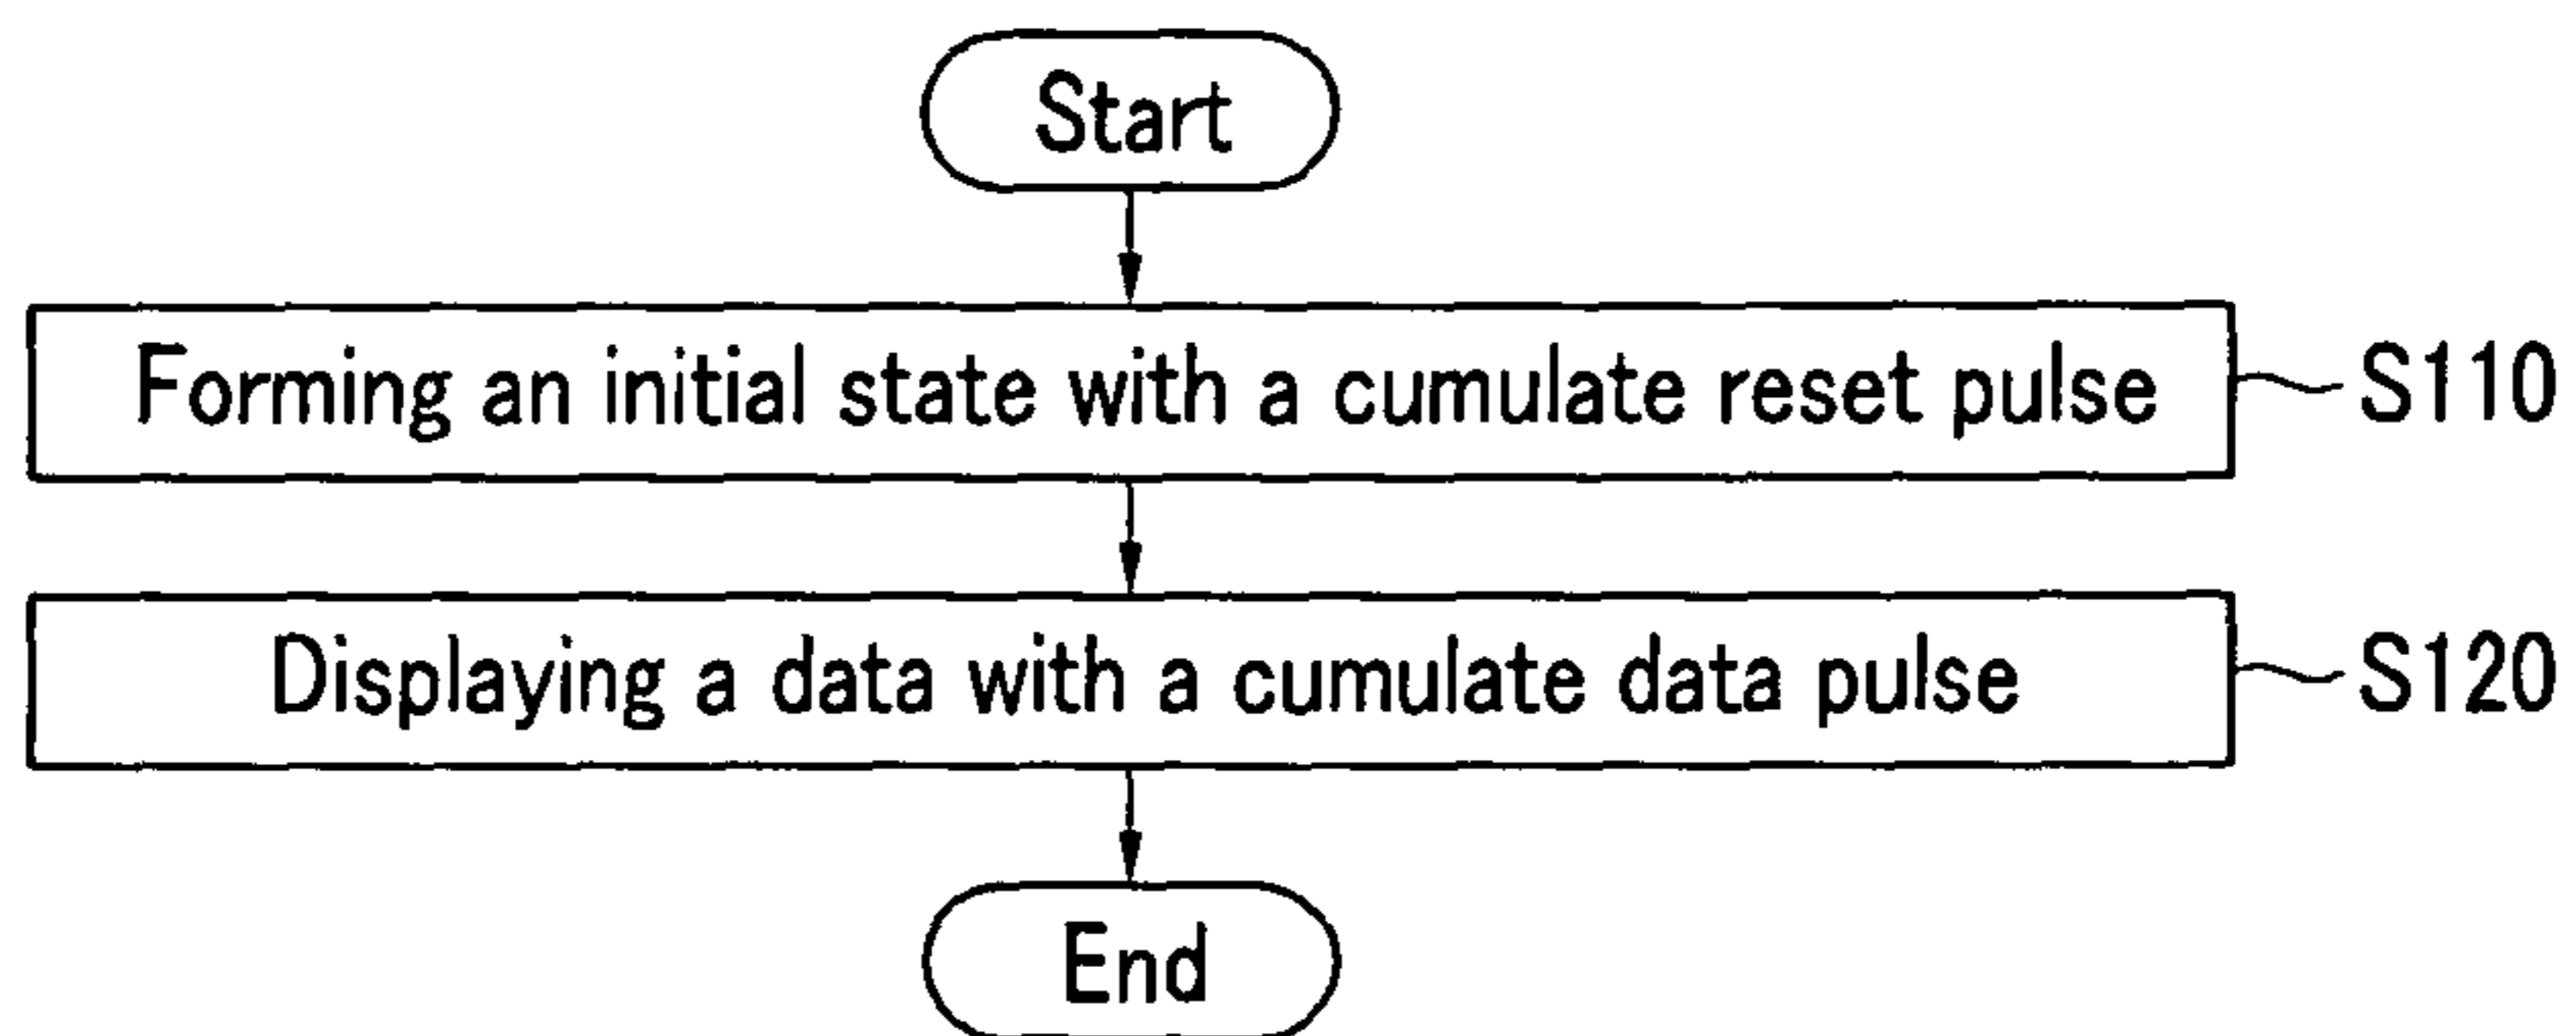 Start
Forming an initial state with a cumulate reset pulse
S110
Displaying a data with a cumulate data pulse
S120
End